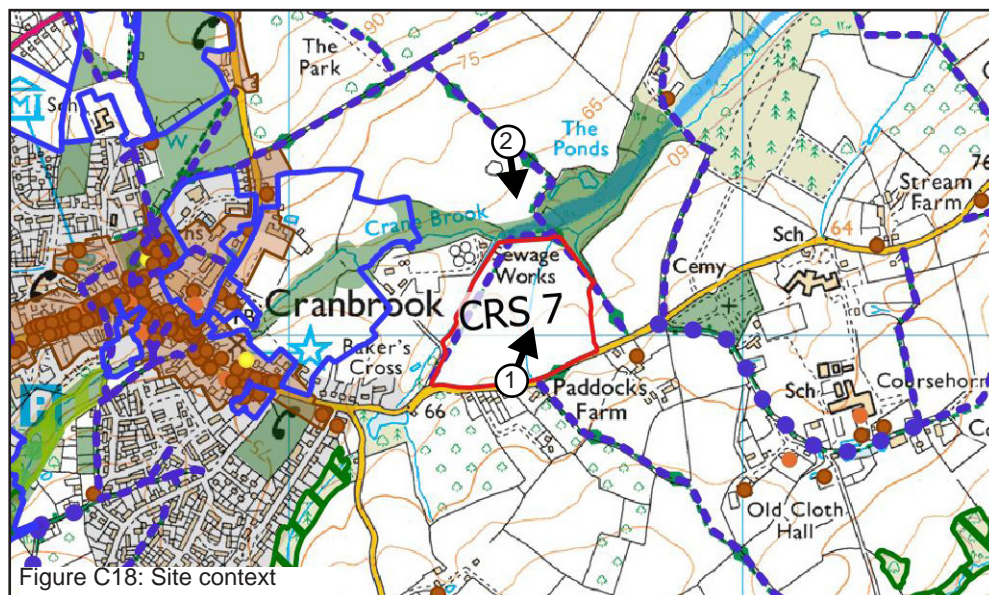 The
Park
90
75
65
60
M
Sch
W
2
The
Ponds
Crane Brook
Sewage
Works
CRS 7
Cranbrook
Baker's
Cross
1
66
Paddocks
Farm
Cemy
Sch
64
76
Stream
Farm
Sch
Coursehorn
Old Cloth
Hall
P
Figure C18: Site context